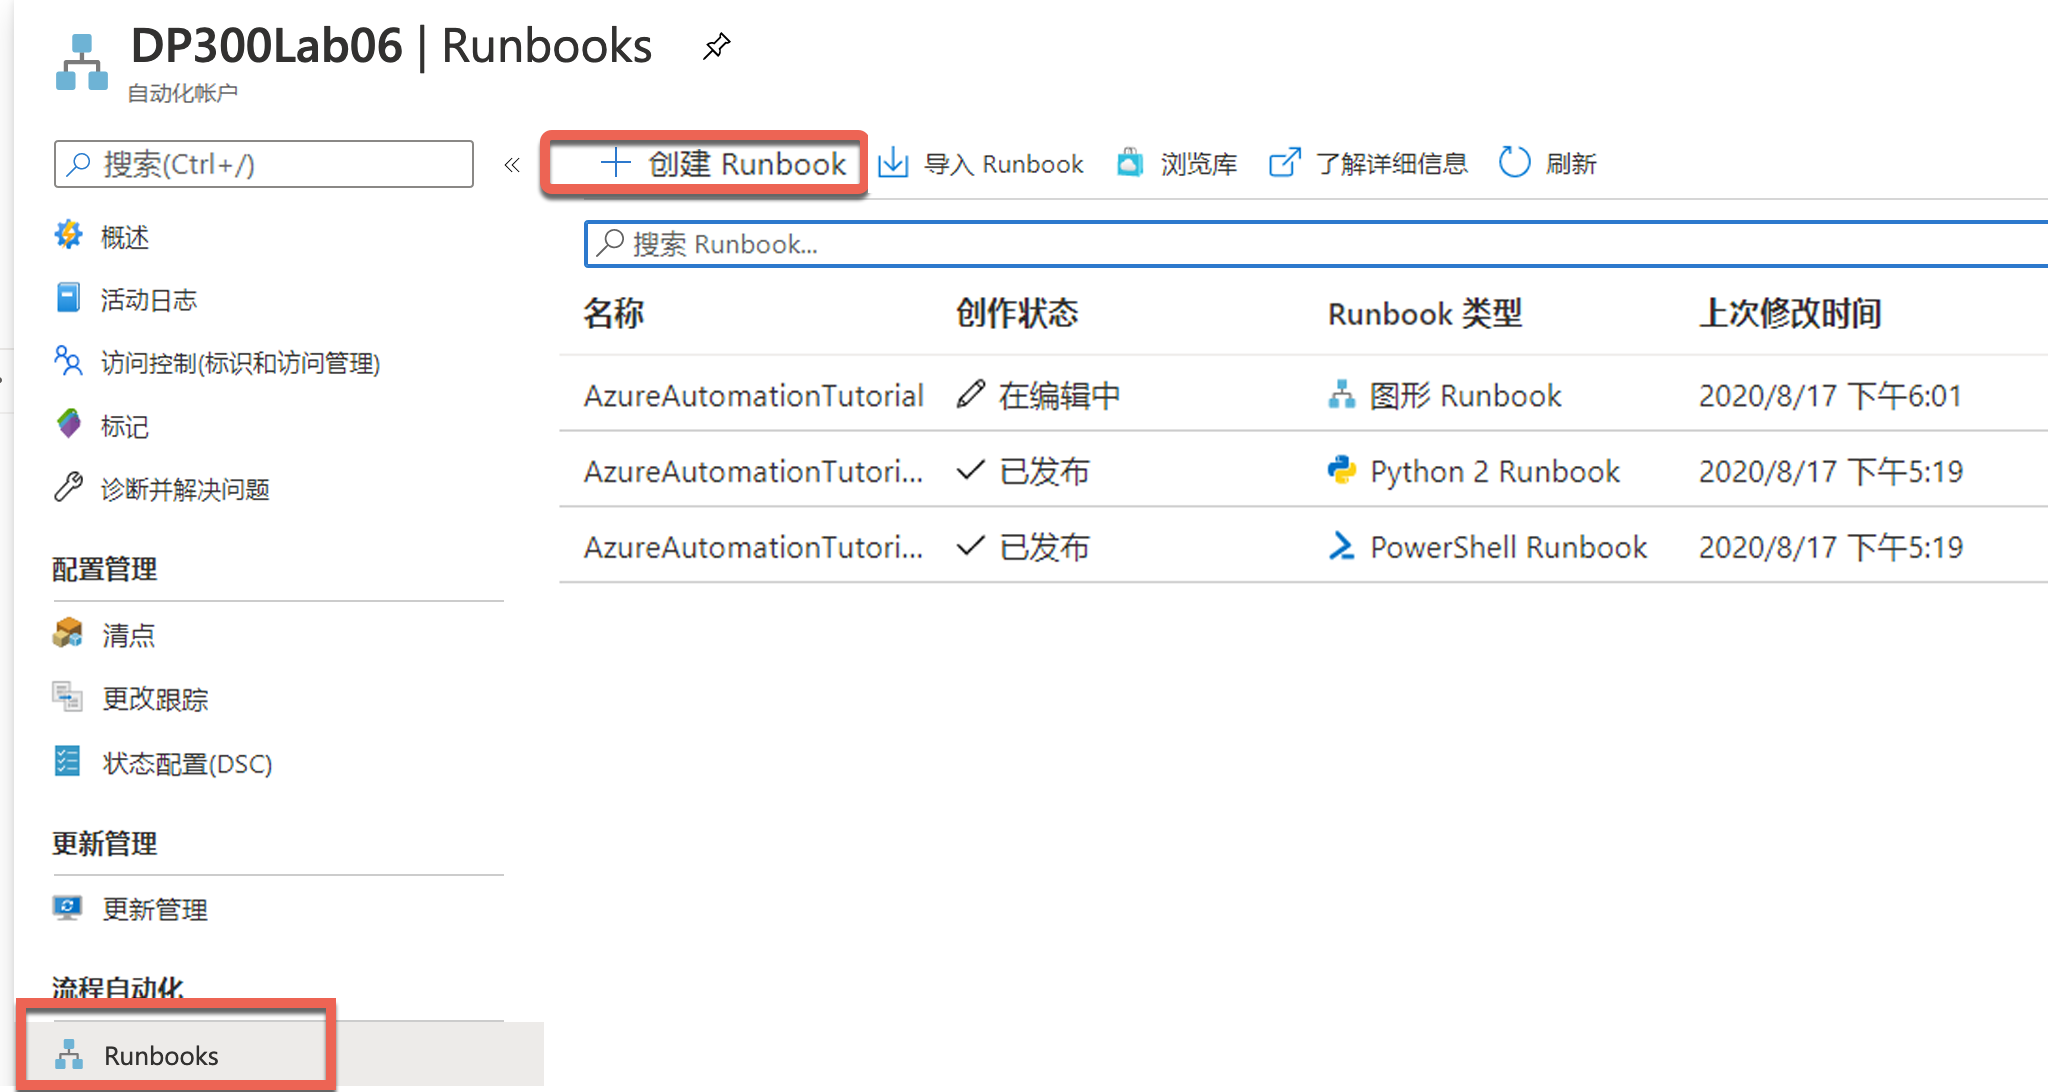 DP300Lab06 | Runbooks
自动化帐户
搜索(Ctrl+/)
«
概述
活动日志
访问控制(标识和访问管理)
标记
诊断并解决问题
配置管理
清点
更改跟踪
状态配置(DSC)
更新管理
更新管理
流程自动化
Runbooks
+ 创建 Runbook 导入 Runbook 浏览库 了解详细信息 刷新
搜索 Runbook...
名称 创作状态 Runbook 类型 上次修改时间
AzureAutomationTutorial 在编辑中 图形 Runbook 2020/8/17 下午6:01
AzureAutomationTutori... 已发布 Python 2 Runbook 2020/8/17 下午5:19
AzureAutomationTutori... 已发布 PowerShell Runbook 2020/8/17 下午5:19